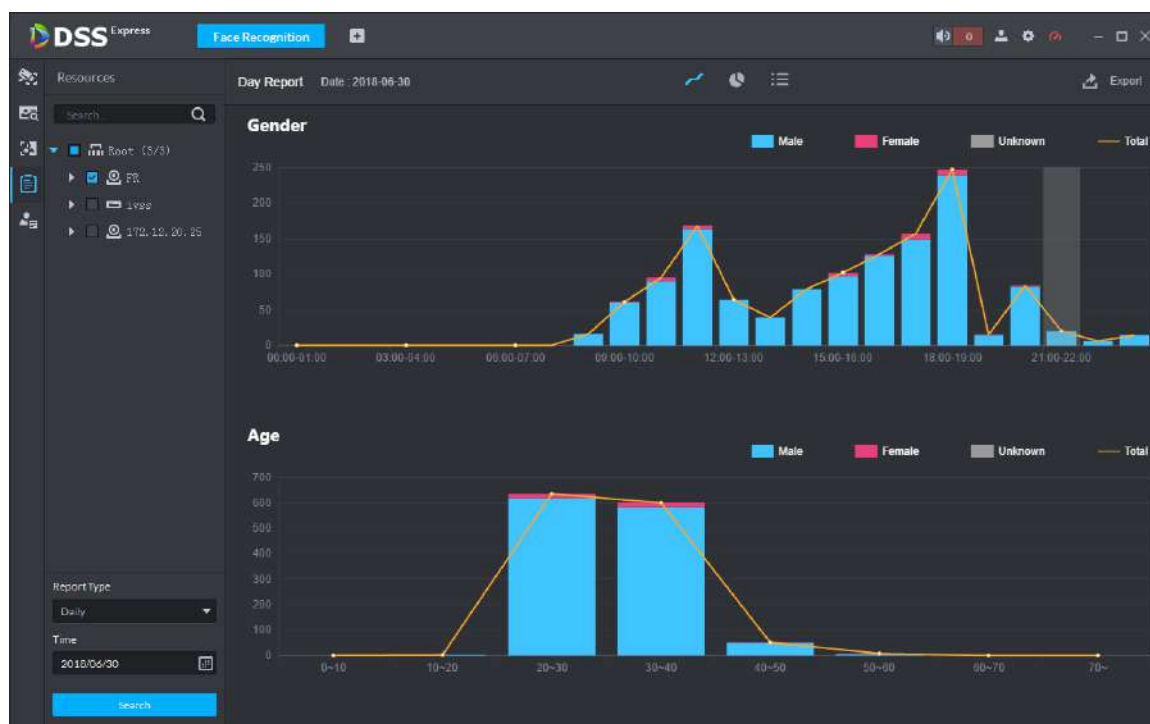 DSS Express
Face Recognition
0
Resources
Day Report Date : 2018-06-30
Export
Search...
Root (3/3)
FR
ivss
172.12.20.25
Gender
Male Female Unknown Total
250
200
150
100
50
0
00:00-01:00 03:00-04:00 06:00-07:00 09:00-10:00 12:00-13:00 15:00-16:00 18:00-19:00 21:00-22:00
Age
Male Female Unknown Total
700
600
500
400
300
200
100
0
0~10 10~20 20~30 30~40 40~50 50~60 60~70 70~
Report Type
Daily
Time
2018/06/30
Search